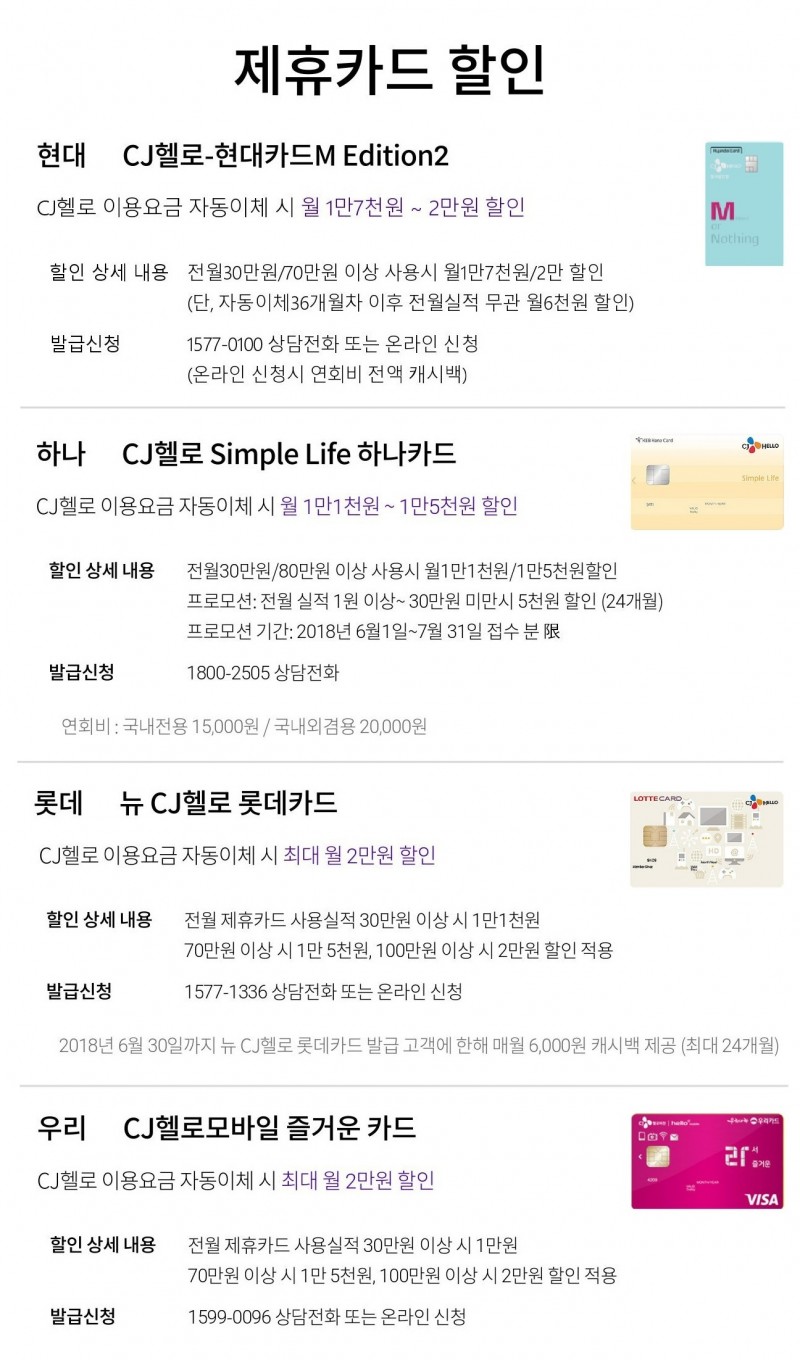 제휴카드 할인
현대 CJ헬로-현대카드M Edition2
CJ헬로 이용요금 자동이체 시 월 1만7천원 ~ 2만원 할인
M
or
Nothing
할인 상세 내용 전월30만원/70만원 이상 사용시 월1만7천원/2만 할인
(단, 자동이체36개월차 이후 전월실적 무관 월6천원 할인)
발급신청 1577-0100 상담전화 또는 온라인 신청
(온라인 신청시 연회비 전액 캐시백)
하나 CJ헬로 Simple Life 하나카드
KEB Hana Card CJ HELLO
Simple Life
CJ헬로 이용요금 자동이체 시 월 1만1천원 ~ 1만5천원 할인
할인 상세 내용 전월30만원/80만원 이상 사용시 월1만1천원/1만5천원할인
프로모션: 전월 실적 1원 이상~ 30만원 미만시 5천원 할인 (24개월)
프로모션 기간: 2018년 6월1일~7월 31일 접수 분 限
발급신청 1800-2505 상담전화
연회비 : 국내전용 15,000원 / 국내외겸용 20,000원
롯데 뉴 CJ헬로 롯데카드
LOTTE CARD CJ HELLO
HD
CJ헬로 이용요금 자동이체 시 최대 월 2만원 할인
할인 상세 내용 전월 제휴카드 사용실적 30만원 이상 시 1만1천원
70만원 이상 시 1만 5천원, 100만원 이상 시 2만원 할인 적용
발급신청 1577-1336 상담전화 또는 온라인 신청
2018년 6월 30일까지 뉴 CJ헬로 롯데카드 발급 고객에 한해 매월 6,000원 캐시백 제공 (최대 24개월)
우리 CJ헬로모바일 즐거운 카드
hello 우리카드
라서
즐거운
VISA
CJ헬로 이용요금 자동이체 시 최대 월 2만원 할인
할인 상세 내용 전월 제휴카드 사용실적 30만원 이상 시 1만원
70만원 이상 시 1만 5천원, 100만원 이상 시 2만원 할인 적용
발급신청 1599-0096 상담전화 또는 온라인 신청